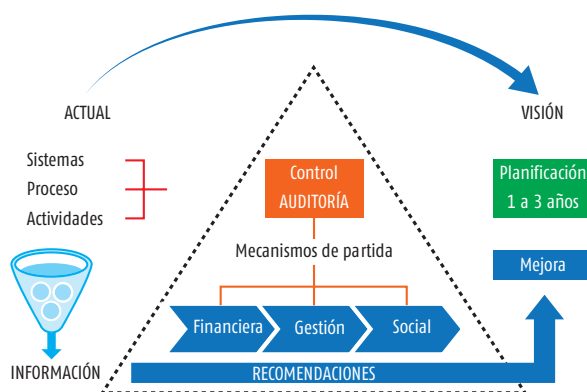 ACTUAL
VISIÓN
Sistemas
Proceso
Actividades
Control
AUDITORÍA
Planificación
1 a 3 años
Mecanismos de partida
Mejora
Financiera
Gestión
Social
INFORMACIÓN
RECOMENDACIONES